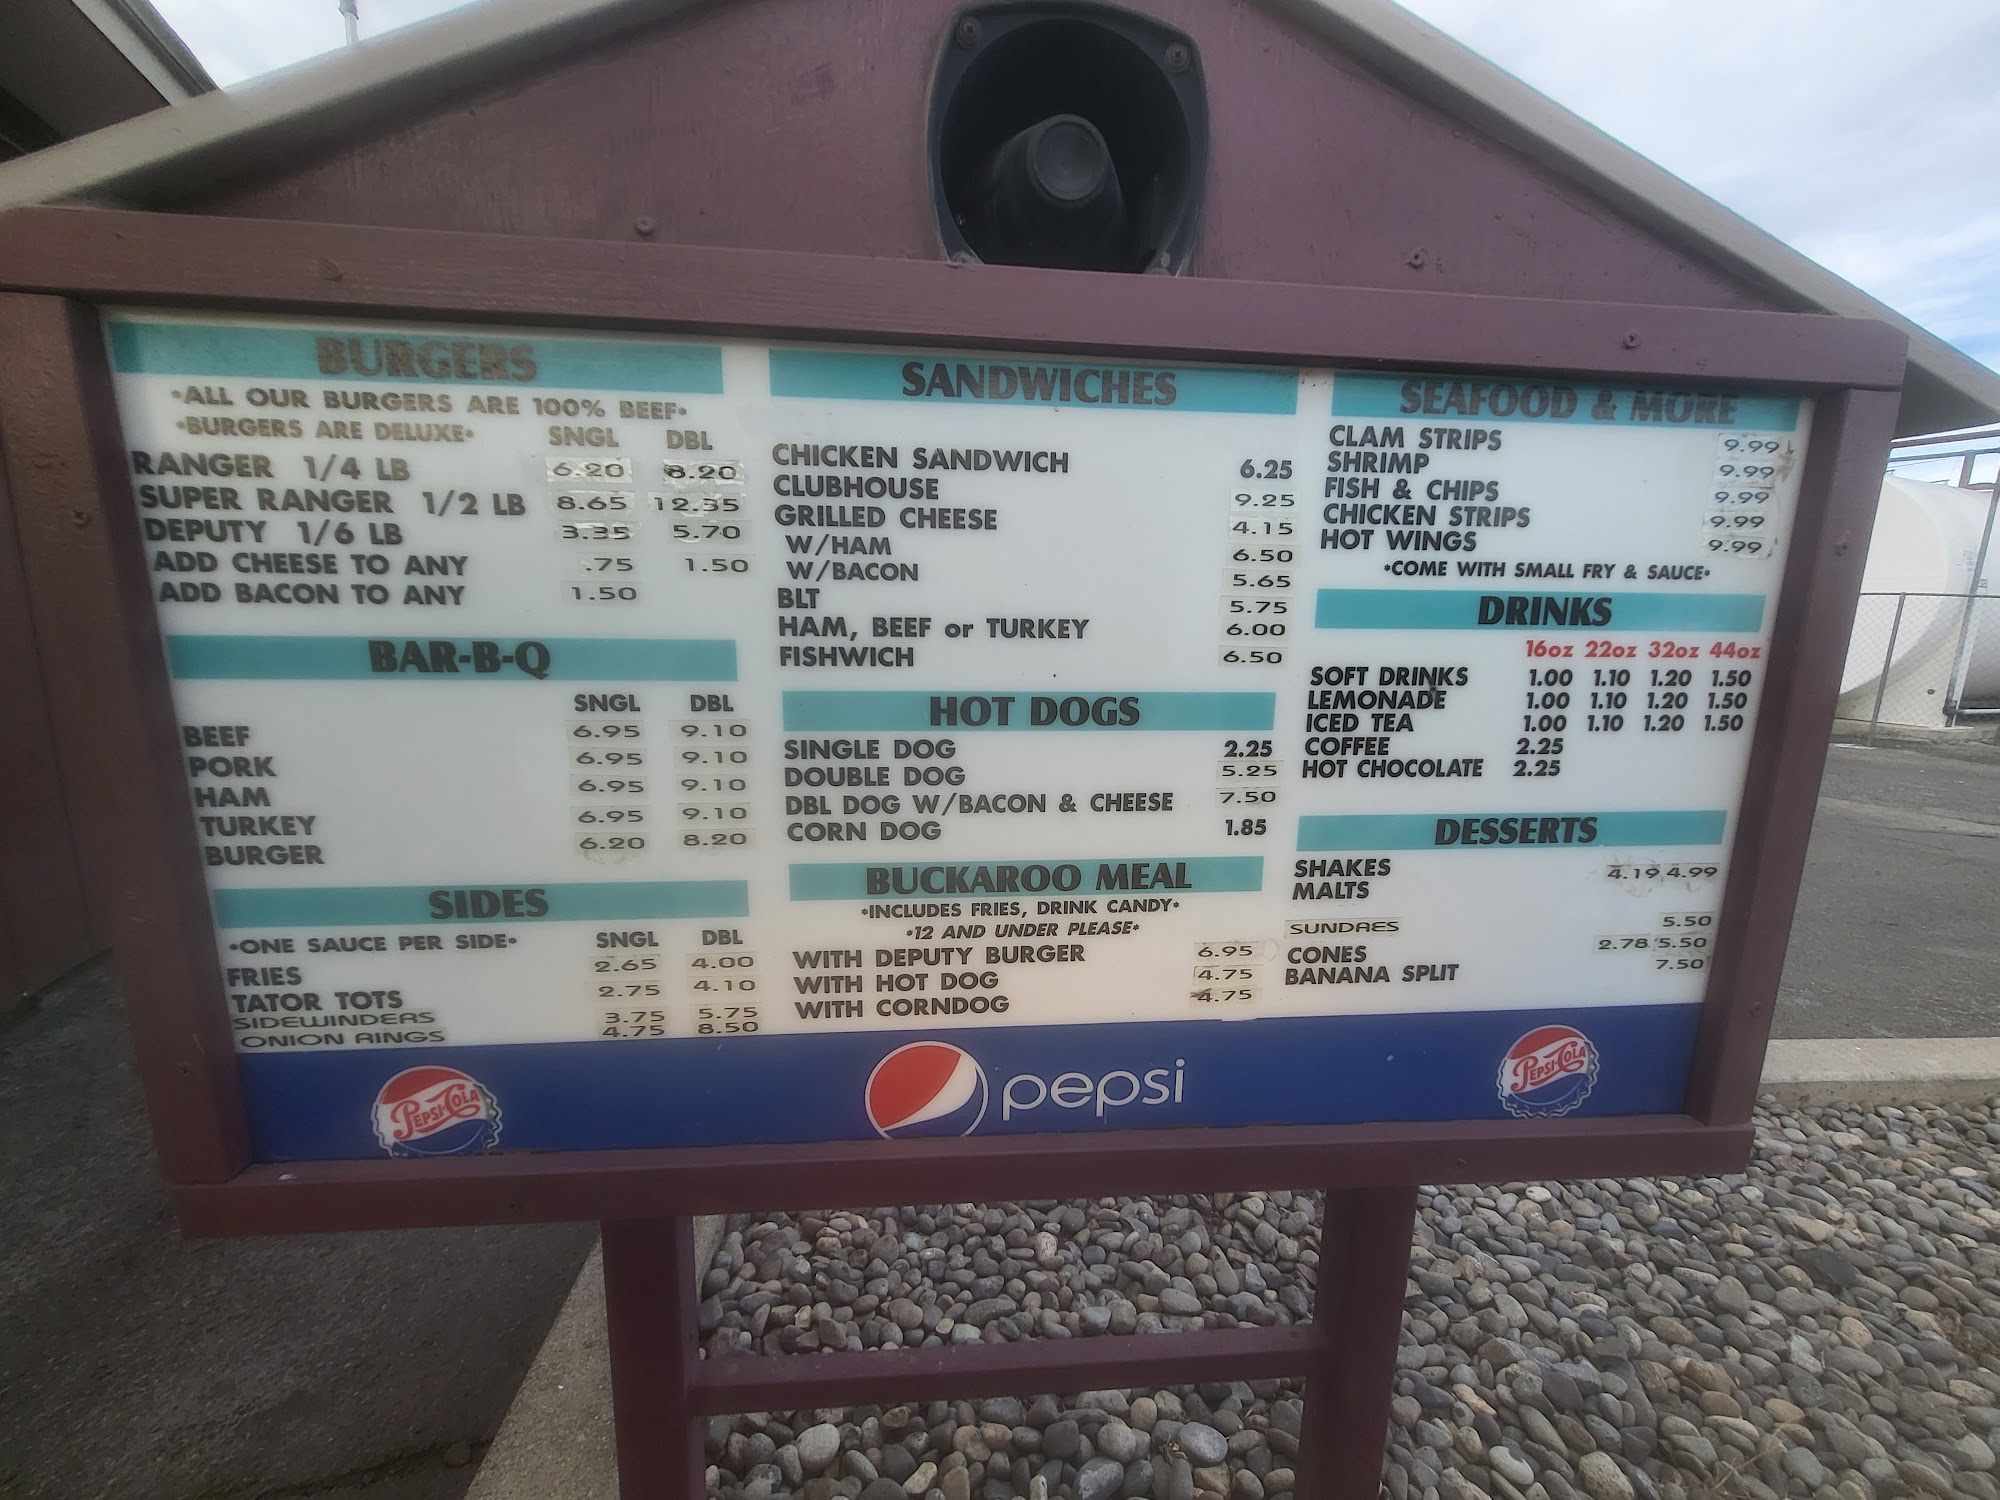 BURGERS
*ALL OUR BURGERS ARE 100% BEEF*
*BURGERS ARE DELUXE* SNGL DBL
RANGER 1/4 LB 6.20 8.20
SUPER RANGER 1/2 LB 8.65 12.35
DEPUTY 1/6 LB 3.35 5.70
ADD CHEESE TO ANY .75 1.50
ADD BACON TO ANY 1.50
BAR-B-Q
SNGL DBL
BEEF 6.95 9.10
PORK 6.95 9.10
HAM 6.95 9.10
TURKEY 6.95 9.10
BURGER 6.20 8.20
SIDES
*ONE SAUCE PER SIDE* SNGL DBL
FRIES 2.65 4.00
TATOR TOTS 2.75 4.10
SIDEWINDERS 3.75 5.75
ONION RINGS 4.75 8.50
SANDWICHES
CHICKEN SANDWICH 6.25
CLUBHOUSE 9.25
GRILLED CHEESE 4.15
W/HAM 6.50
W/BACON 5.65
BLT 5.75
HAM, BEEF or TURKEY 6.00
FISHWICH 6.50
HOT DOGS
SINGLE DOG 2.25
DOUBLE DOG 5.25
DBL DOG W/BACON & CHEESE 7.50
CORN DOG 1.85
BUCKAROO MEAL
*INCLUDES FRIES, DRINK CANDY*
*12 AND UNDER PLEASE*
WITH DEPUTY BURGER 6.95
WITH HOT DOG 4.75
WITH CORNDOG 4.75
SEAFOOD & MORE
CLAM STRIPS 9.99
SHRIMP 9.99
FISH & CHIPS 9.99
CHICKEN STRIPS 9.99
HOT WINGS 9.99
*COME WITH SMALL FRY & SAUCE*
DRINKS
16oz 22oz 32oz 44oz
SOFT DRINKS 1.00 1.10 1.20 1.50
LEMONADE 1.00 1.10 1.20 1.50
ICED TEA 1.00 1.10 1.20 1.50
COFFEE 2.25
HOT CHOCOLATE 2.25
DESSERTS
SHAKES 4.19 4.99
MALTS
SUNDAES 5.50
CONES 2.78 5.50
BANANA SPLIT 7.50
PEPSI-COLA
pepsi
PEPSI-COLA